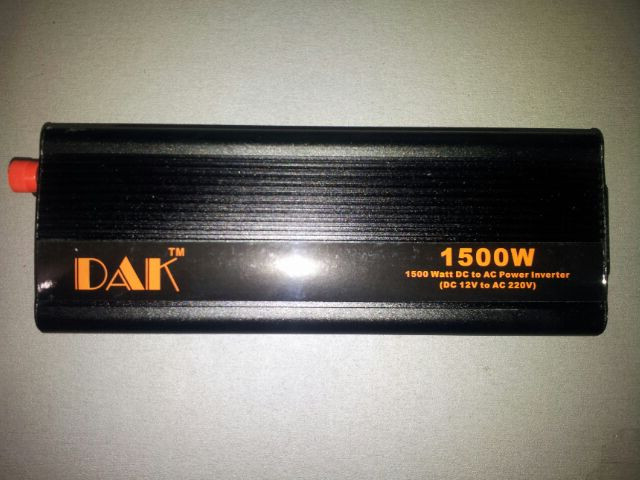 DAK™
1500W
1500 Watt DC to AC Power Inverter
(DC 12V to AC 220V)